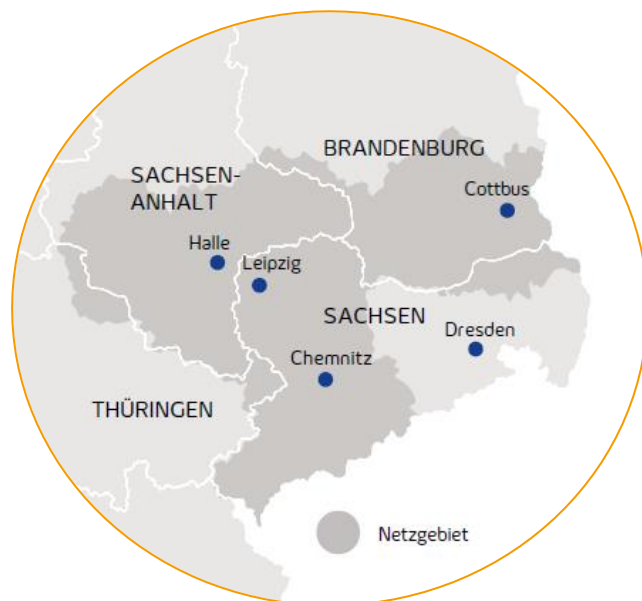 BRANDENBURG
SACHSEN-
ANHALT
Cottbus
Halle
Leipzig
SACHSEN
Dresden
Chemnitz
THÜRINGEN
Netzgebiet